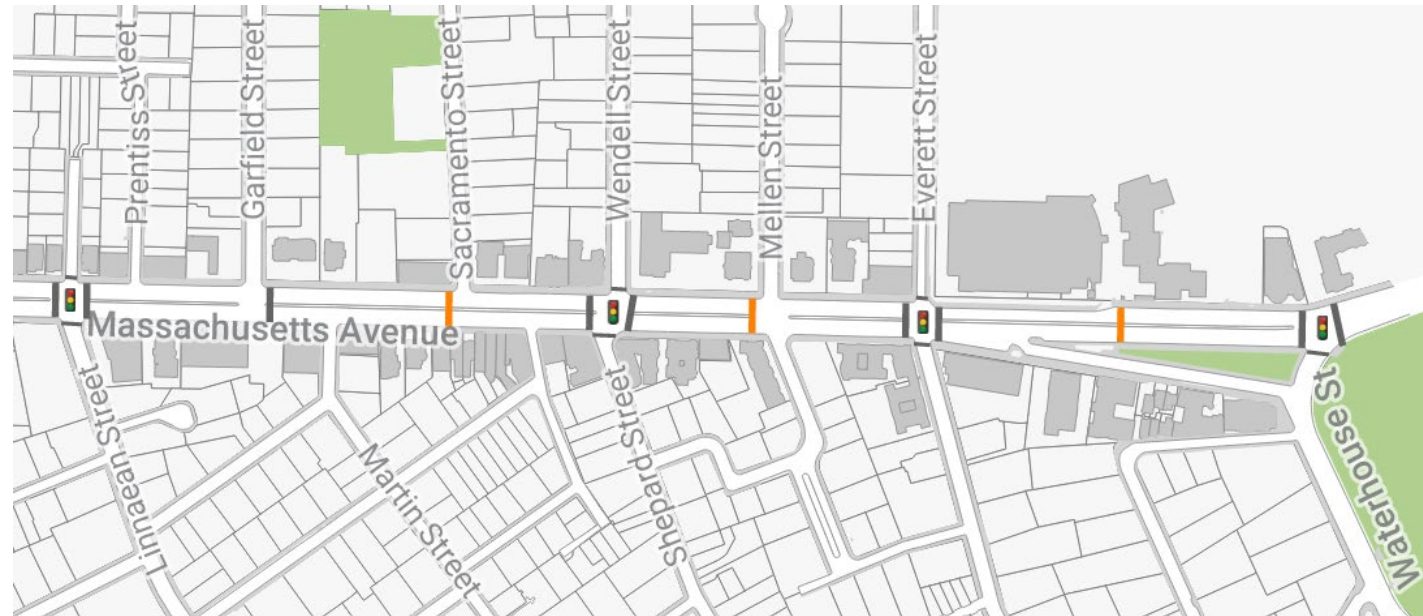 Prentiss Street
Garfield Street
Sacramento Street
Wendell Street
Mellen Street
Everett Street
Massachusetts Avenue
Linnaean Street
Martin Street
Shepard Street
Waterhouse St